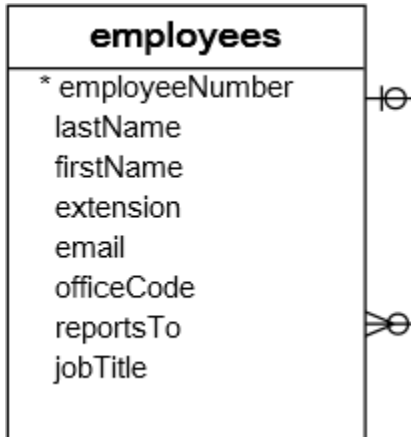 employees
* employeeNumber
lastName
firstName
extension
email
officeCode
reportsTo
jobTitle